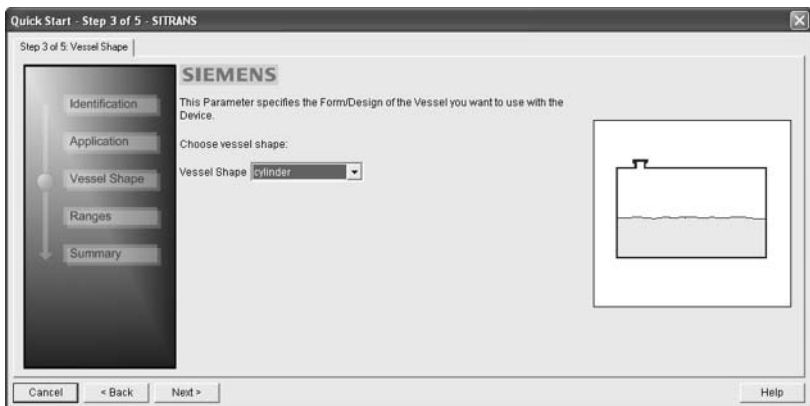 Quick Start - Step 3 of 5 - SITRANS
Step 3 of 5: Vessel Shape
SIEMENS
Identification
Application
Vessel Shape
Ranges
Summary
This Parameter specifies the Form/Design of the Vessel you want to use with the
Device.
Choose vessel shape:
Vessel Shape cylinder
Cancel
< Back
Next >
Help